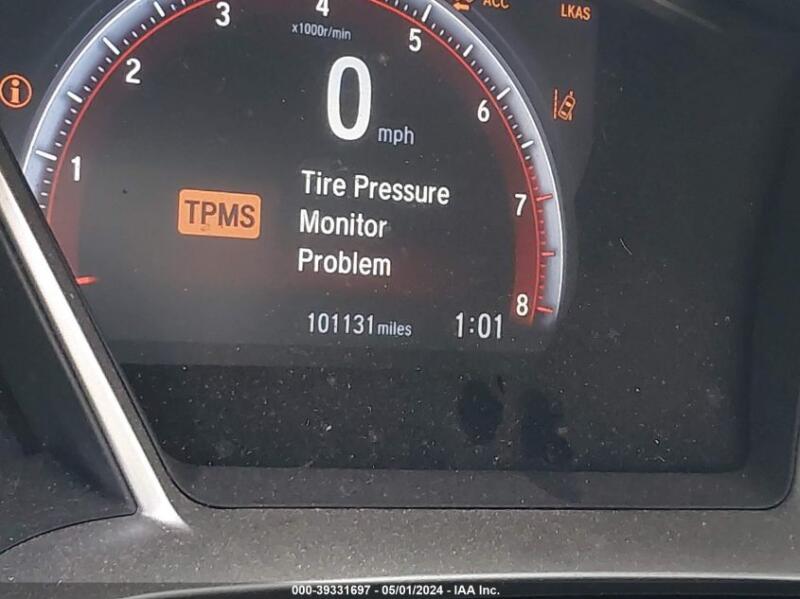 4
ACC
LKAS
3
x1000r/min
5
2
0 mph
6
1
Tire Pressure
7
TPMS
Monitor
Problem
8
101131 miles
1:01
000-39331697 - 05/01/2024 - IAA Inc.